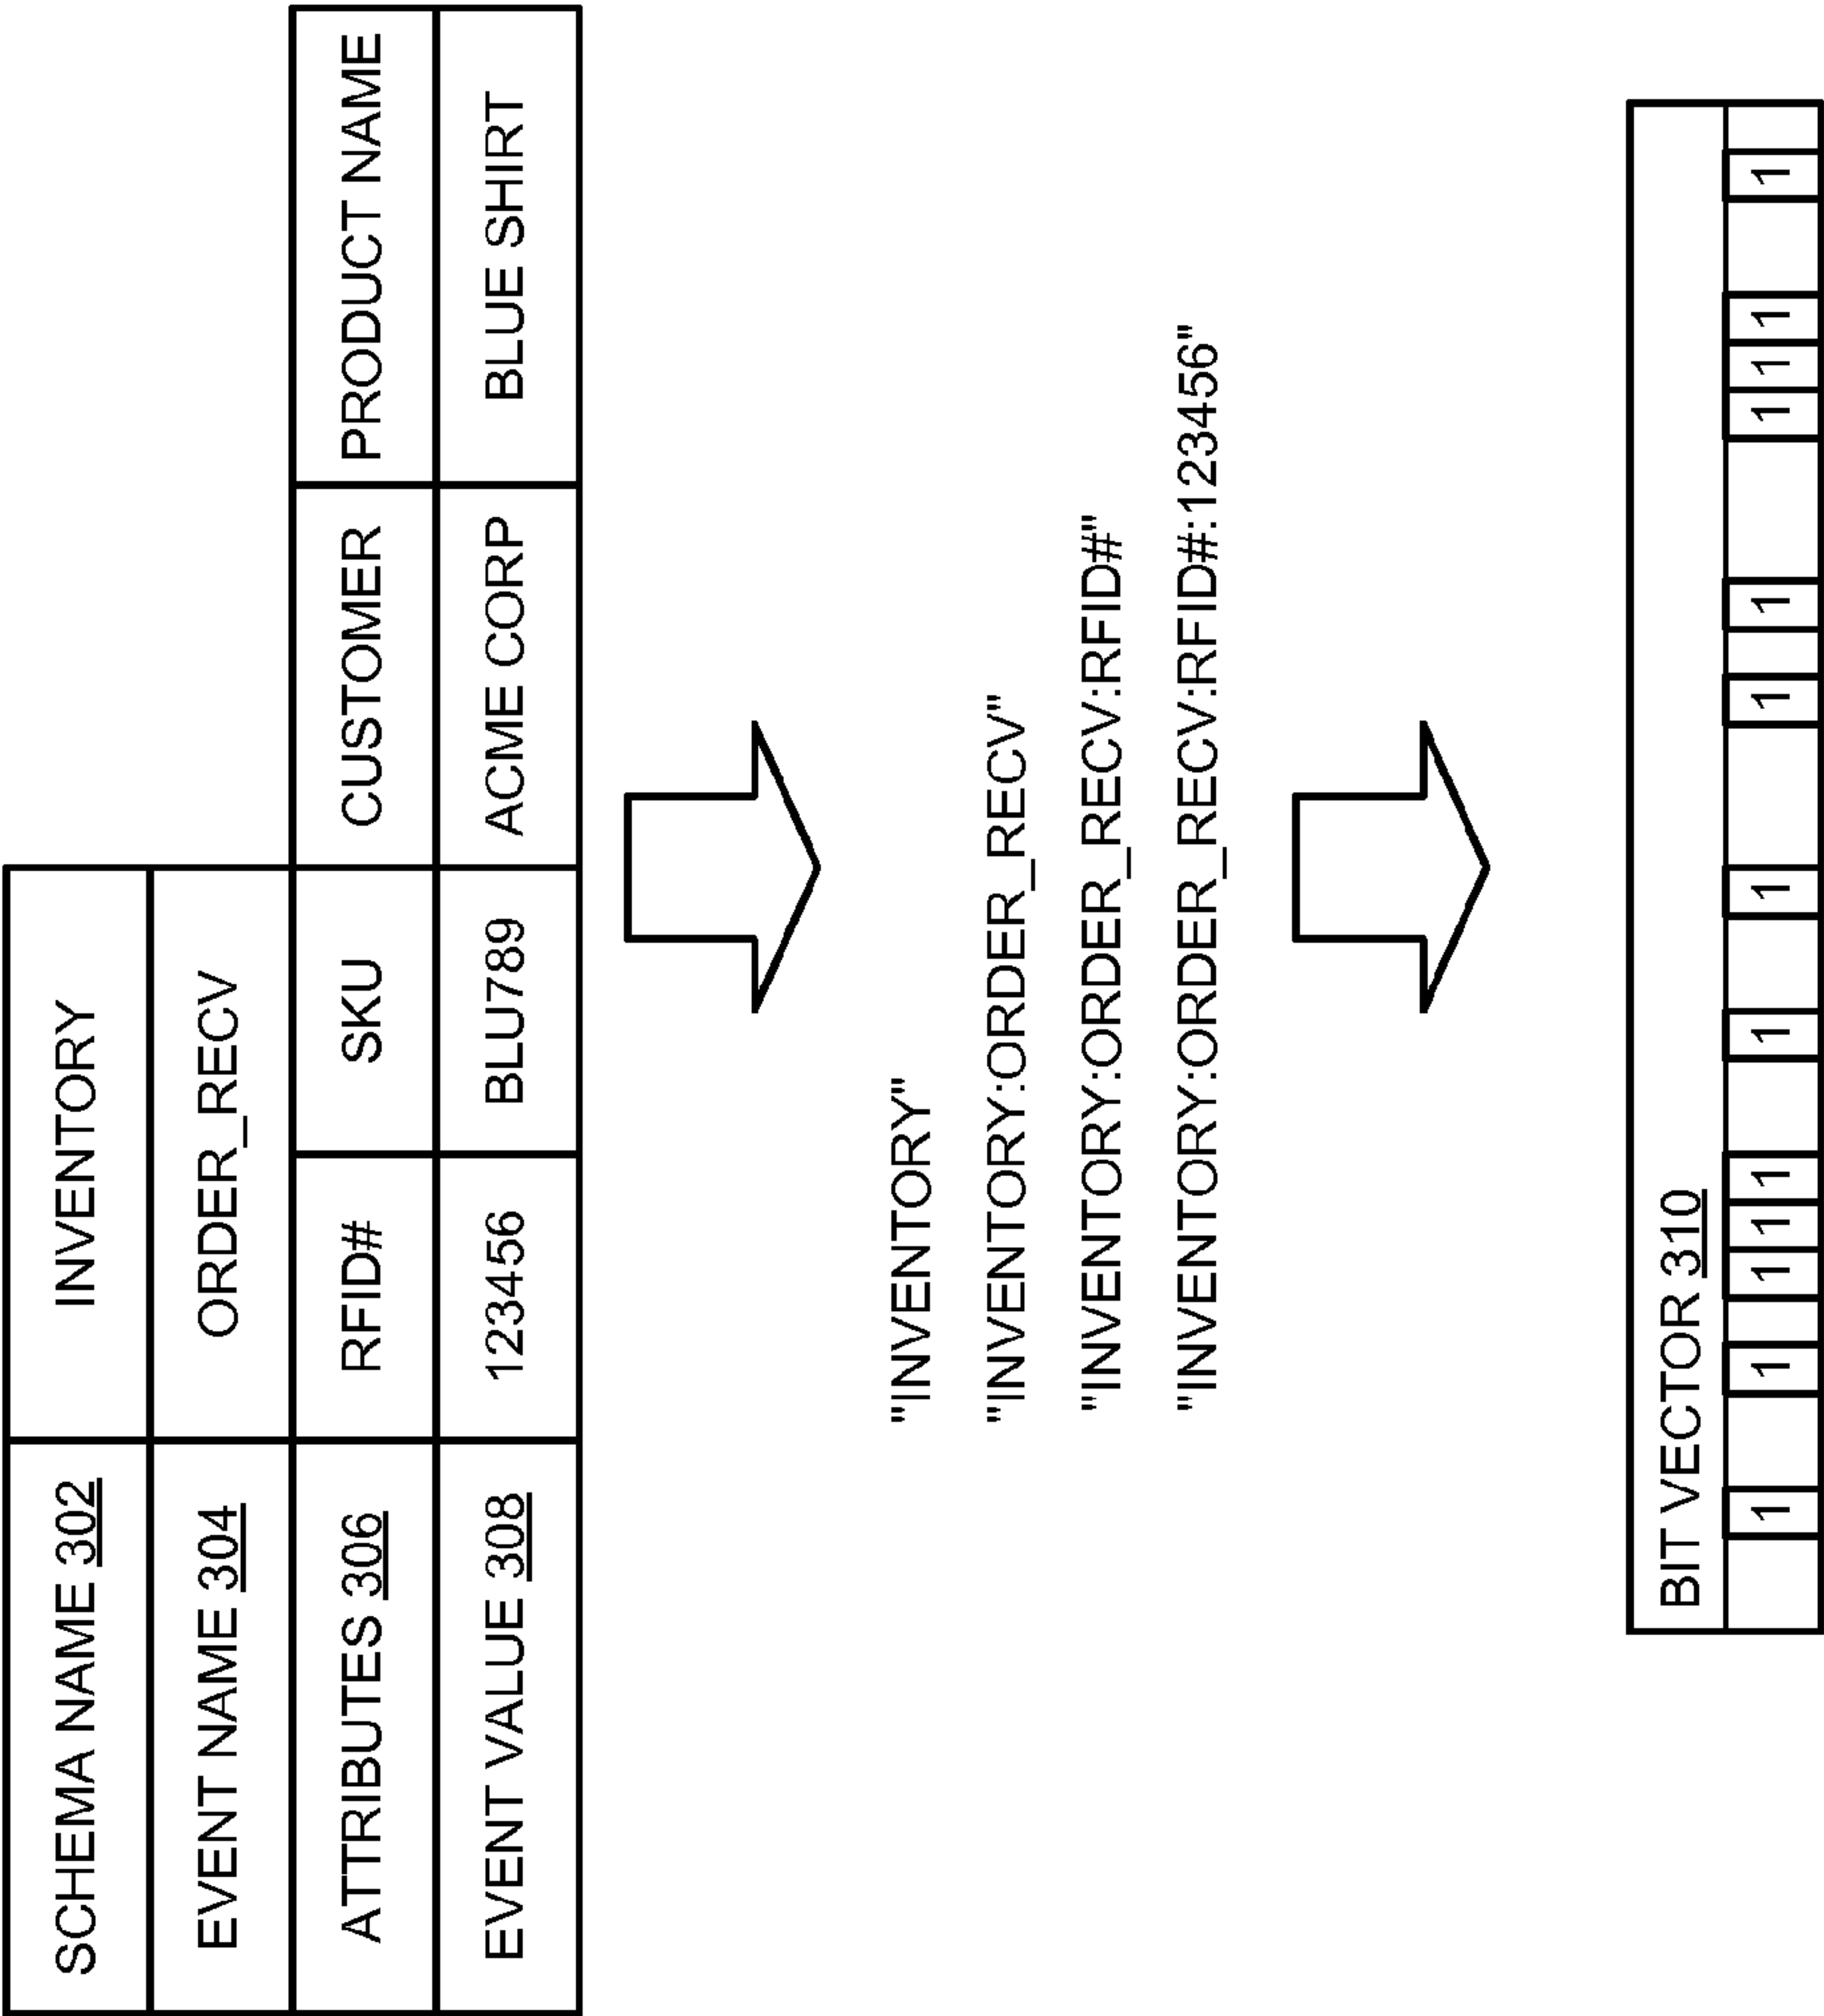 SCHEMA NAME 302 INVENTORY
EVENT NAME 304 ORDER_RECV
ATTRIBUTES 306 RFID# SKU CUSTOMER PRODUCT NAME
EVENT VALUE 308 123456 BLU789 ACME CORP BLUE SHIRT
"INVENTORY"
"INVENTORY:ORDER_RECV"
"INVENTORY:ORDER_RECV:RFID#"
"INVENTORY:ORDER_RECV:RFID#:123456"
BIT VECTOR 310
1 1 1 1 1 1 1 1 1 1 1 1 1